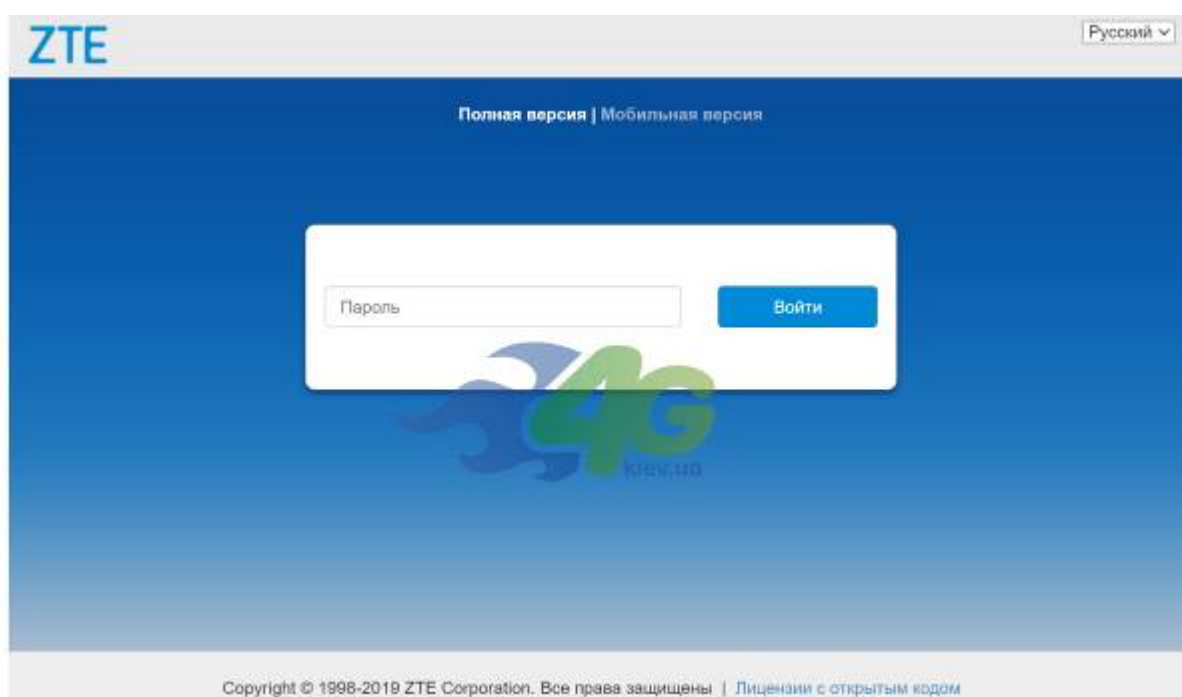 ZTE
Русский
Полная версия | Мобильная версия
Пароль
Войти
4G
kiev.ua
Copyright © 1998-2019 ZTE Corporation. Все права защищены | Лицензии с открытым кодом